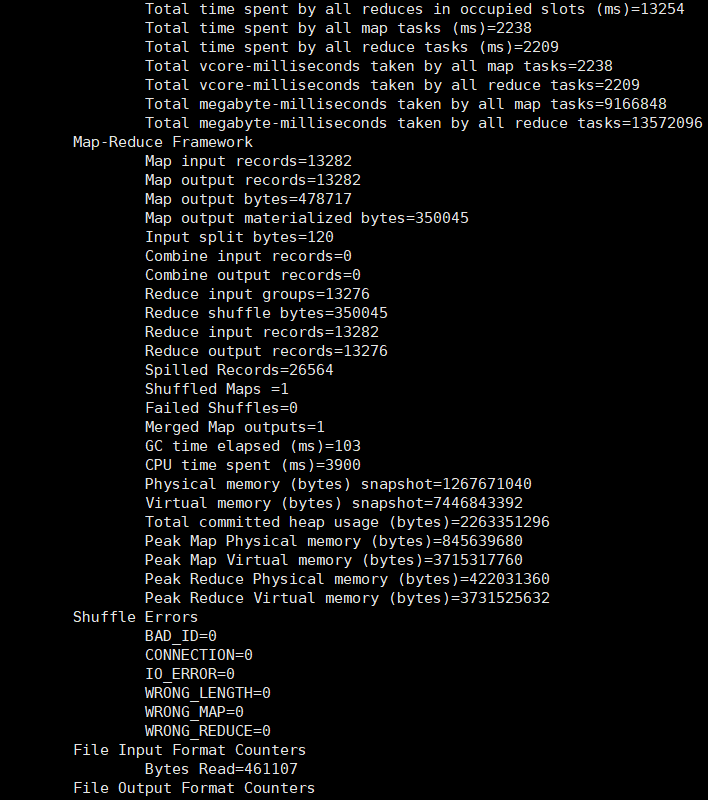 Total time spent by all reduces in occupied slots (ms)=13254
Total time spent by all map tasks (ms)=2238
Total time spent by all reduce tasks (ms)=2209
Total vcore-milliseconds taken by all map tasks=2238
Total vcore-milliseconds taken by all reduce tasks=2209
Total megabyte-milliseconds taken by all map tasks=9166848
Total megabyte-milliseconds taken by all reduce tasks=13572096
Map-Reduce Framework
Map input records=13282
Map output records=13282
Map output bytes=478717
Map output materialized bytes=350045
Input split bytes=120
Combine input records=0
Combine output records=0
Reduce input groups=13276
Reduce shuffle bytes=350045
Reduce input records=13282
Reduce output records=13276
Spilled Records=26564
Shuffled Maps =1
Failed Shuffles=0
Merged Map outputs=1
GC time elapsed (ms)=103
CPU time spent (ms)=3900
Physical memory (bytes) snapshot=1267671040
Virtual memory (bytes) snapshot=7446843392
Total committed heap usage (bytes)=2263351296
Peak Map Physical memory (bytes)=845639680
Peak Map Virtual memory (bytes)=3715317760
Peak Reduce Physical memory (bytes)=422031360
Peak Reduce Virtual memory (bytes)=3731525632
Shuffle Errors
BAD_ID=0
CONNECTION=0
IO_ERROR=0
WRONG_LENGTH=0
WRONG_MAP=0
WRONG_REDUCE=0
File Input Format Counters
Bytes Read=461107
File Output Format Counters